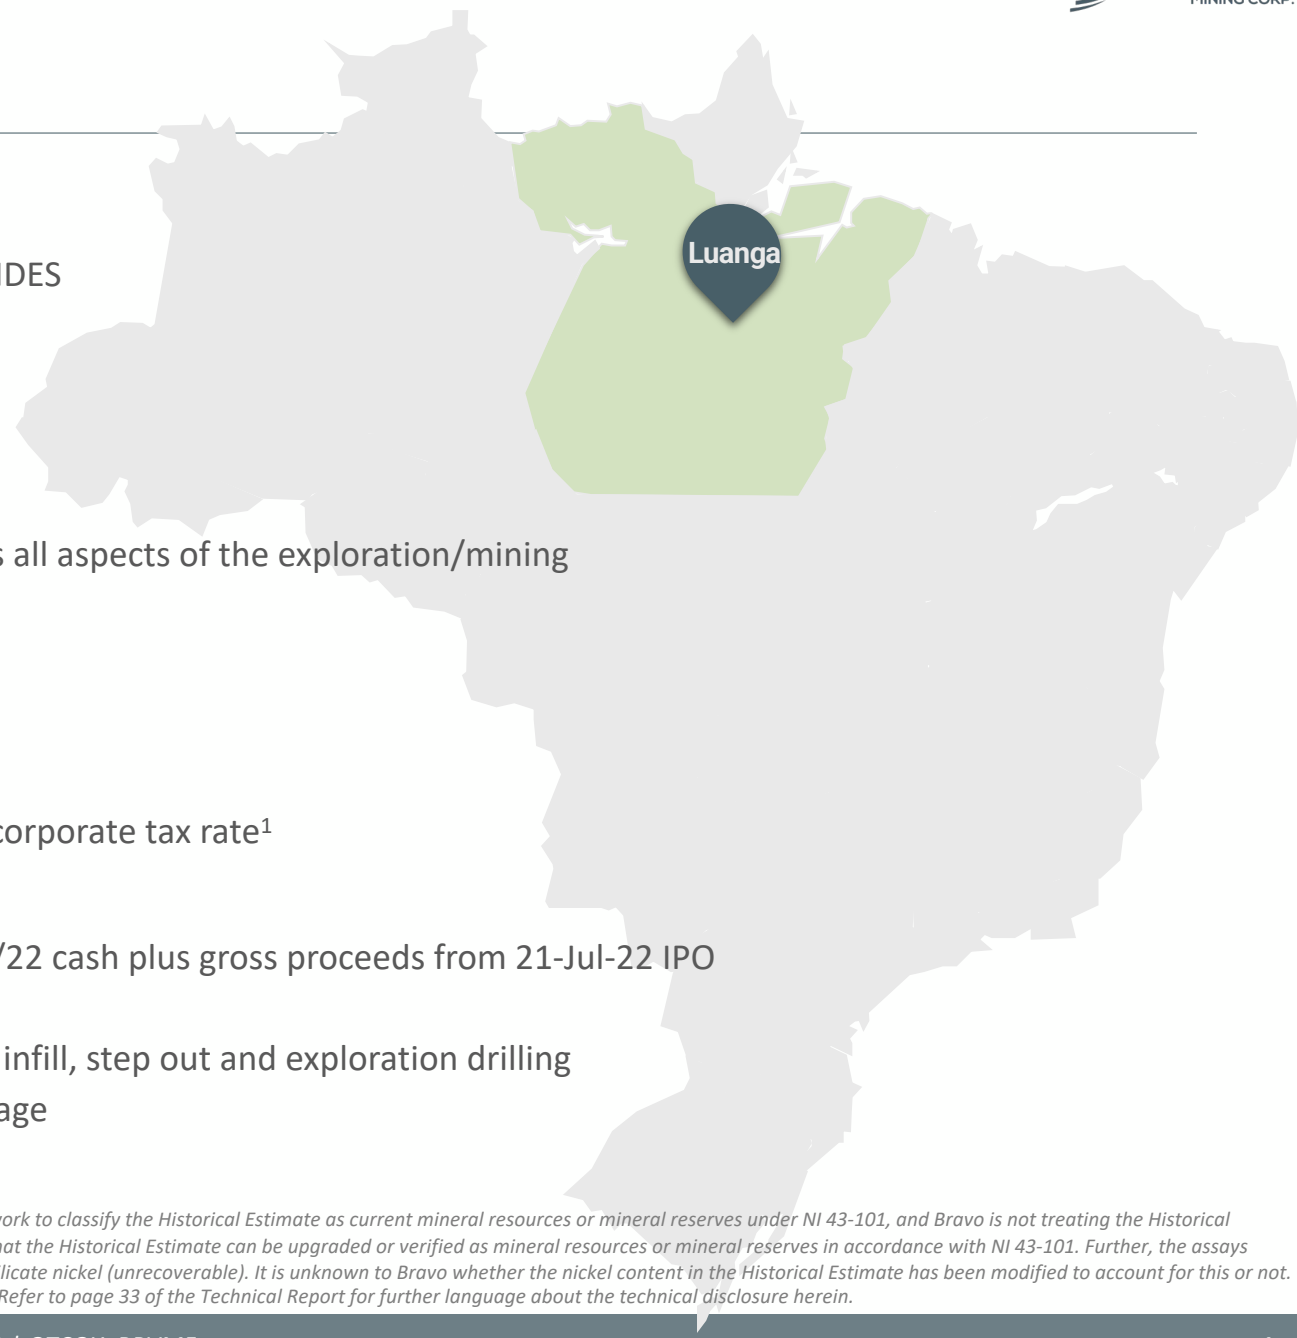 MINING CORP.
Luanga
s all aspects of the exploration/mining
corporate tax rate¹
/22 cash plus gross proceeds from 21-Jul-22 IPO
infill, step out and exploration drilling
ork to classify the Historical Estimate as current mineral resources or mineral reserves under NI 43-101, and Bravo is not treating the Historical
hat the Historical Estimate can be upgraded or verified as mineral resources or mineral reserves in accordance with NI 43-101. Further, the assays
licate nickel (unrecoverable). It is unknown to Bravo whether the nickel content in the Historical Estimate has been modified to account for this or not.
Refer to page 33 of the Technical Report for further language about the technical disclosure herein.